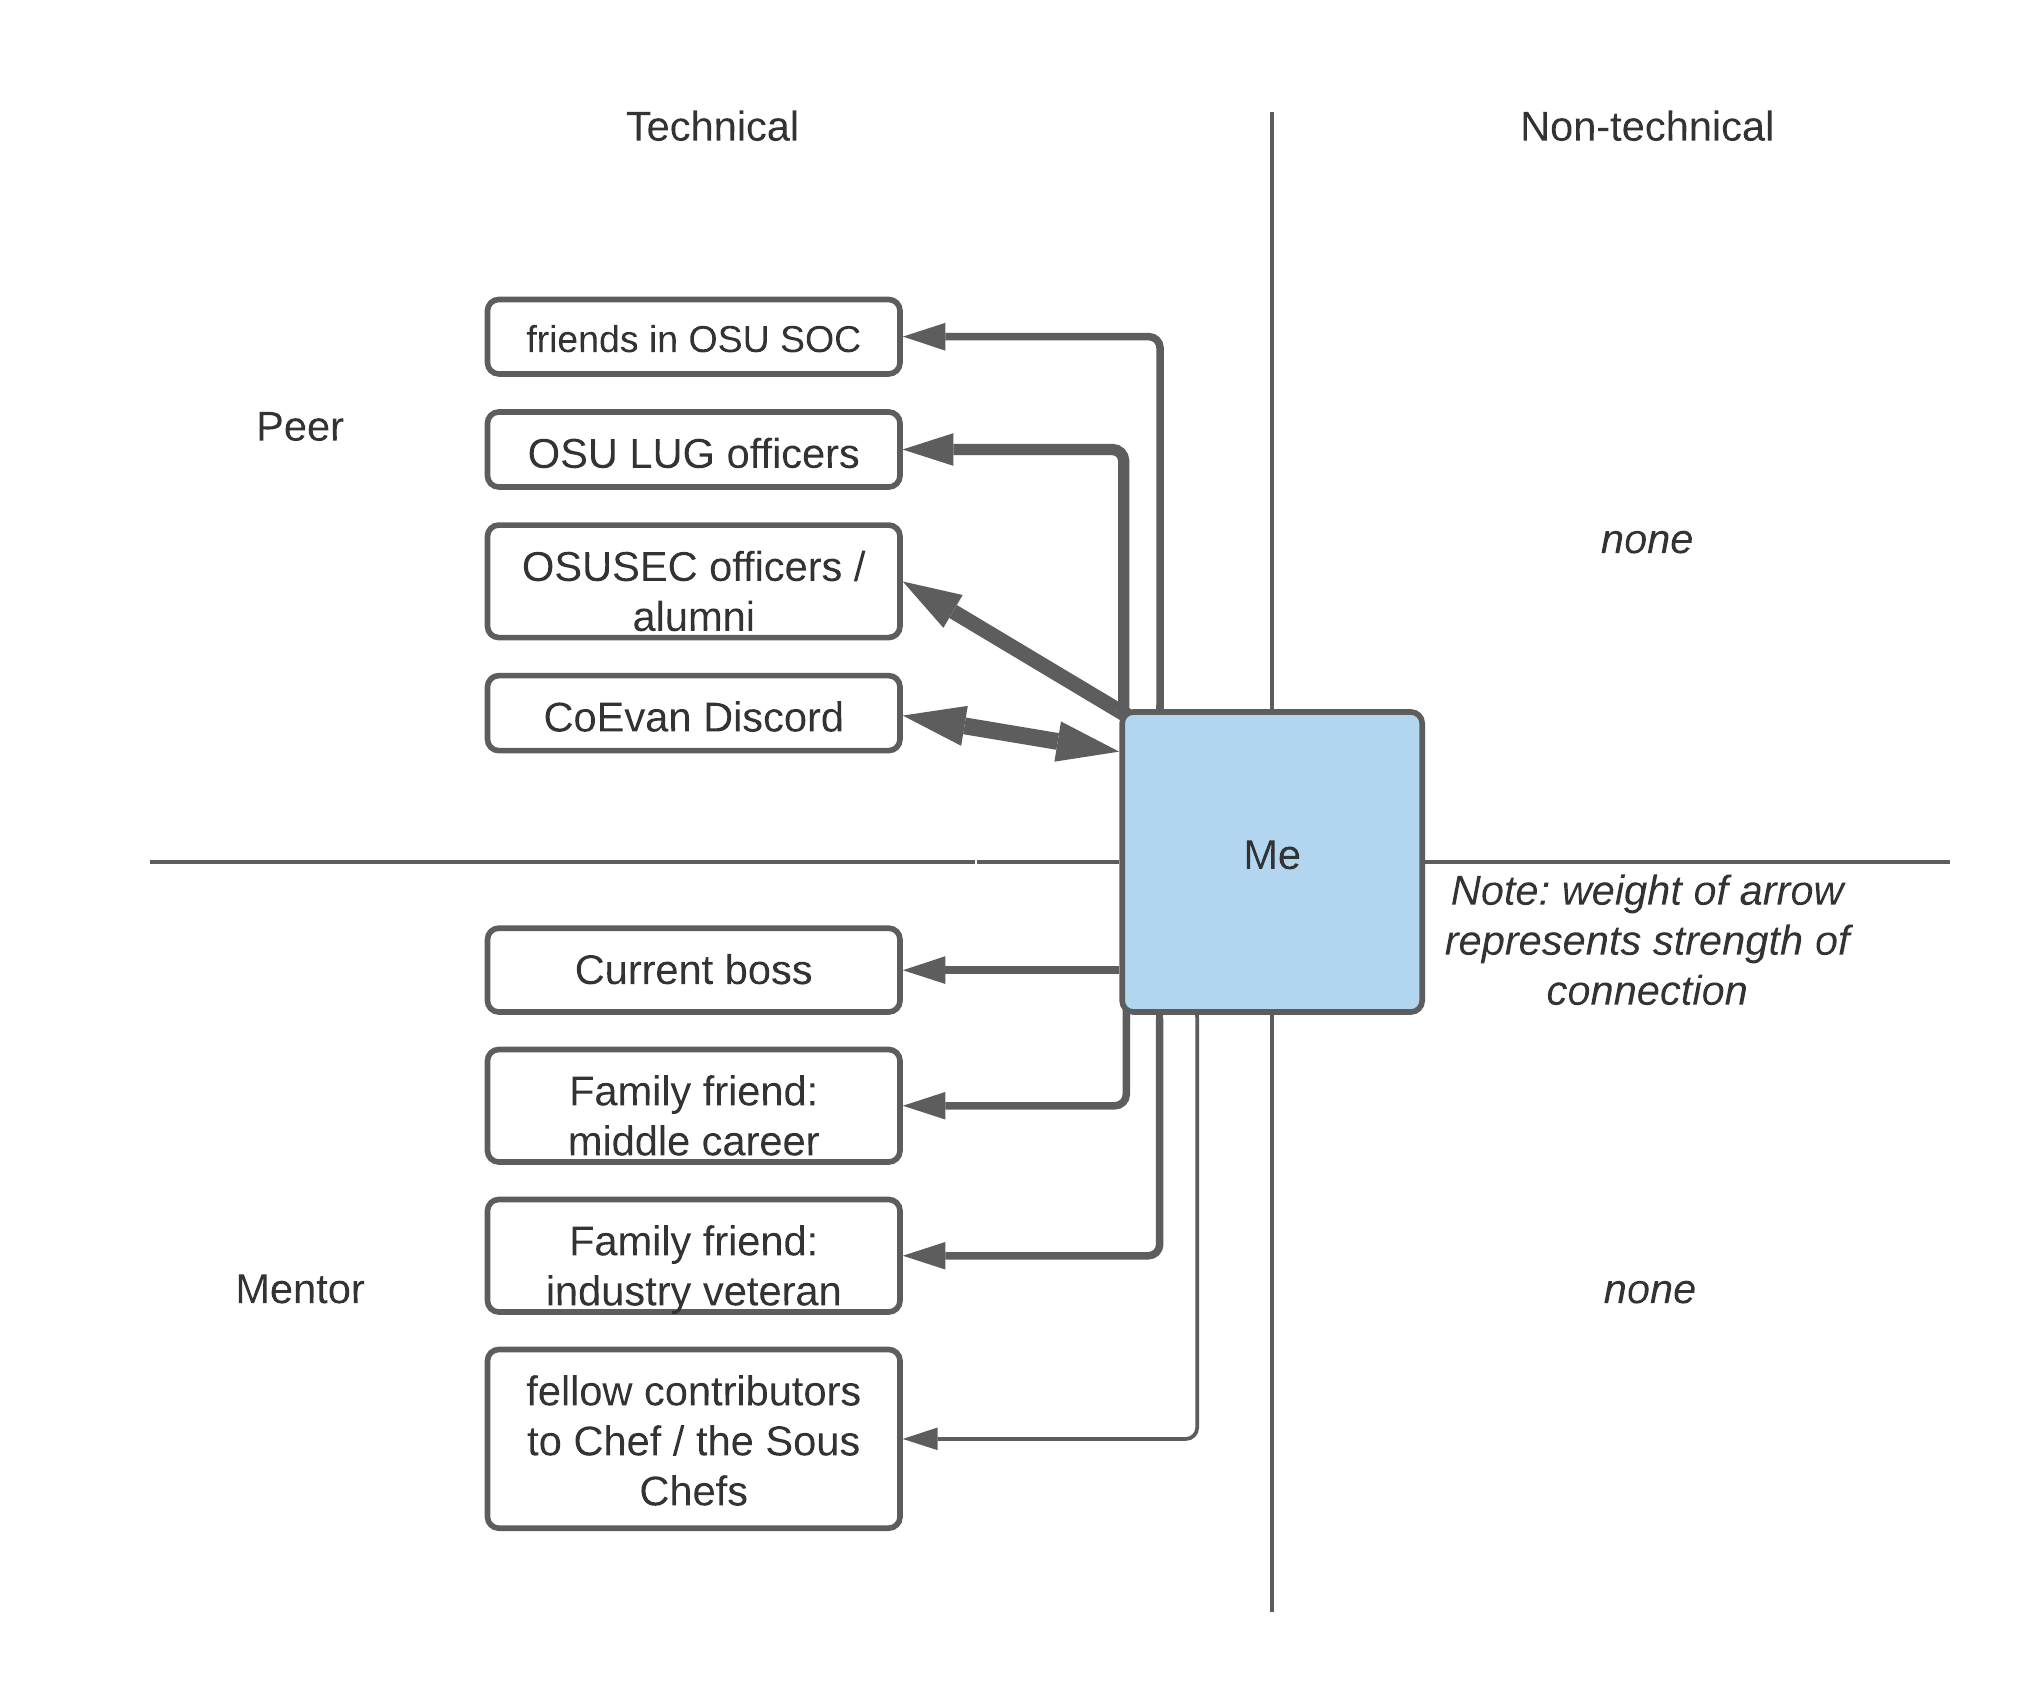 Technical
Non-technical
friends in OSU SOC
Peer
OSU LUG officers
OSUSEC officers /
alumni
none
CoEvan Discord
Me
Note: weight of arrow
represents strength of
connection
Current boss
Family friend:
middle career
Family friend:
industry veteran
Mentor
none
fellow contributors
to Chef / the Sous
Chefs